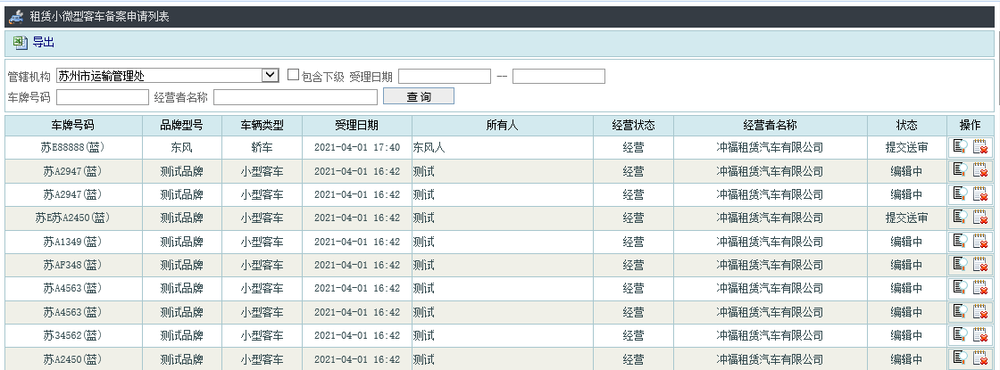 租赁小微型客车备案申请列表
导出
管辖机构 苏州市运输管理处 包含下级 受理日期 --
车牌号码 经营者名称 查 询
车牌号码 品牌型号 车辆类型 受理日期 所有人 经营状态 经营者名称 状态 操作
苏E88888(蓝) 东风 轿车 2021-04-01 17:40 东风人 经营 冲福租赁汽车有限公司 提交送审
苏A2947(蓝) 测试品牌 小型客车 2021-04-01 16:42 测试 经营 冲福租赁汽车有限公司 编辑中
苏A2947(蓝) 测试品牌 小型客车 2021-04-01 16:42 测试 经营 冲福租赁汽车有限公司 编辑中
苏E苏A2450(蓝) 测试品牌 小型客车 2021-04-01 16:42 测试 经营 冲福租赁汽车有限公司 提交送审
苏A1349(蓝) 测试品牌 小型客车 2021-04-01 16:42 测试 经营 冲福租赁汽车有限公司 编辑中
苏AF348(蓝) 测试品牌 小型客车 2021-04-01 16:42 测试 经营 冲福租赁汽车有限公司 编辑中
苏A4563(蓝) 测试品牌 小型客车 2021-04-01 16:42 测试 经营 冲福租赁汽车有限公司 编辑中
苏A4563(蓝) 测试品牌 小型客车 2021-04-01 16:42 测试 经营 冲福租赁汽车有限公司 编辑中
苏34562(蓝) 测试品牌 小型客车 2021-04-01 16:42 测试 经营 冲福租赁汽车有限公司 编辑中
苏A2450(蓝) 测试品牌 小型客车 2021-04-01 16:42 测试 经营 冲福租赁汽车有限公司 编辑中